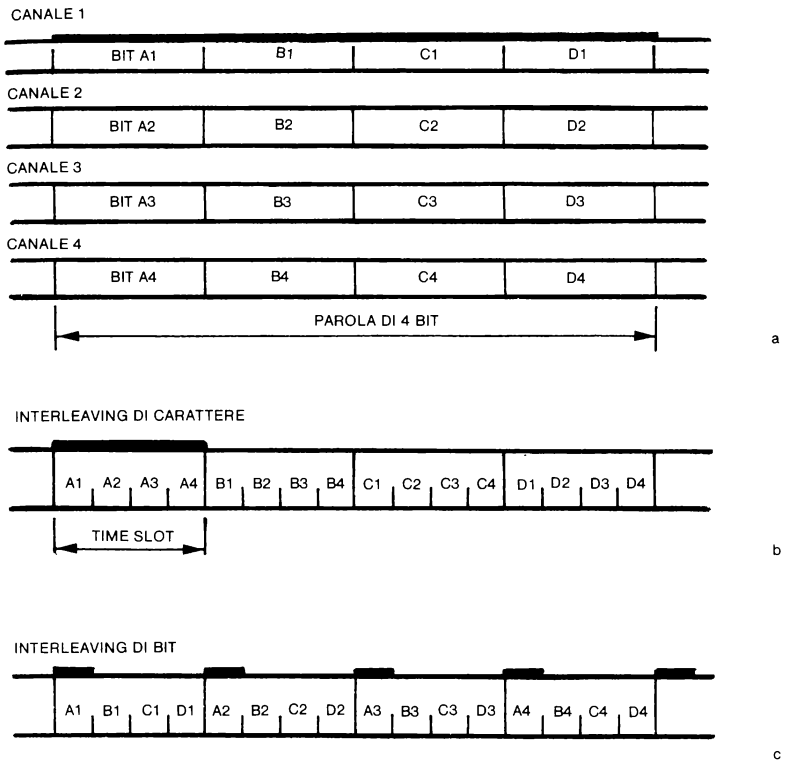 CANALE 1
BIT A1 B1 C1 D1
CANALE 2
BIT A2 B2 C2 D2
CANALE 3
BIT A3 B3 C3 D3
CANALE 4
BIT A4 B4 C4 D4
PAROLA DI 4 BIT
a
INTERLEAVING DI CARATTERE
A1 A2 A3 A4 B1 B2 B3 B4 C1 C2 C3 C4 D1 D2 D3 D4
TIME SLOT
b
INTERLEAVING DI BIT
A1 B1 C1 D1 A2 B2 C2 D2 A3 B3 C3 D3 A4 B4 C4 D4
c